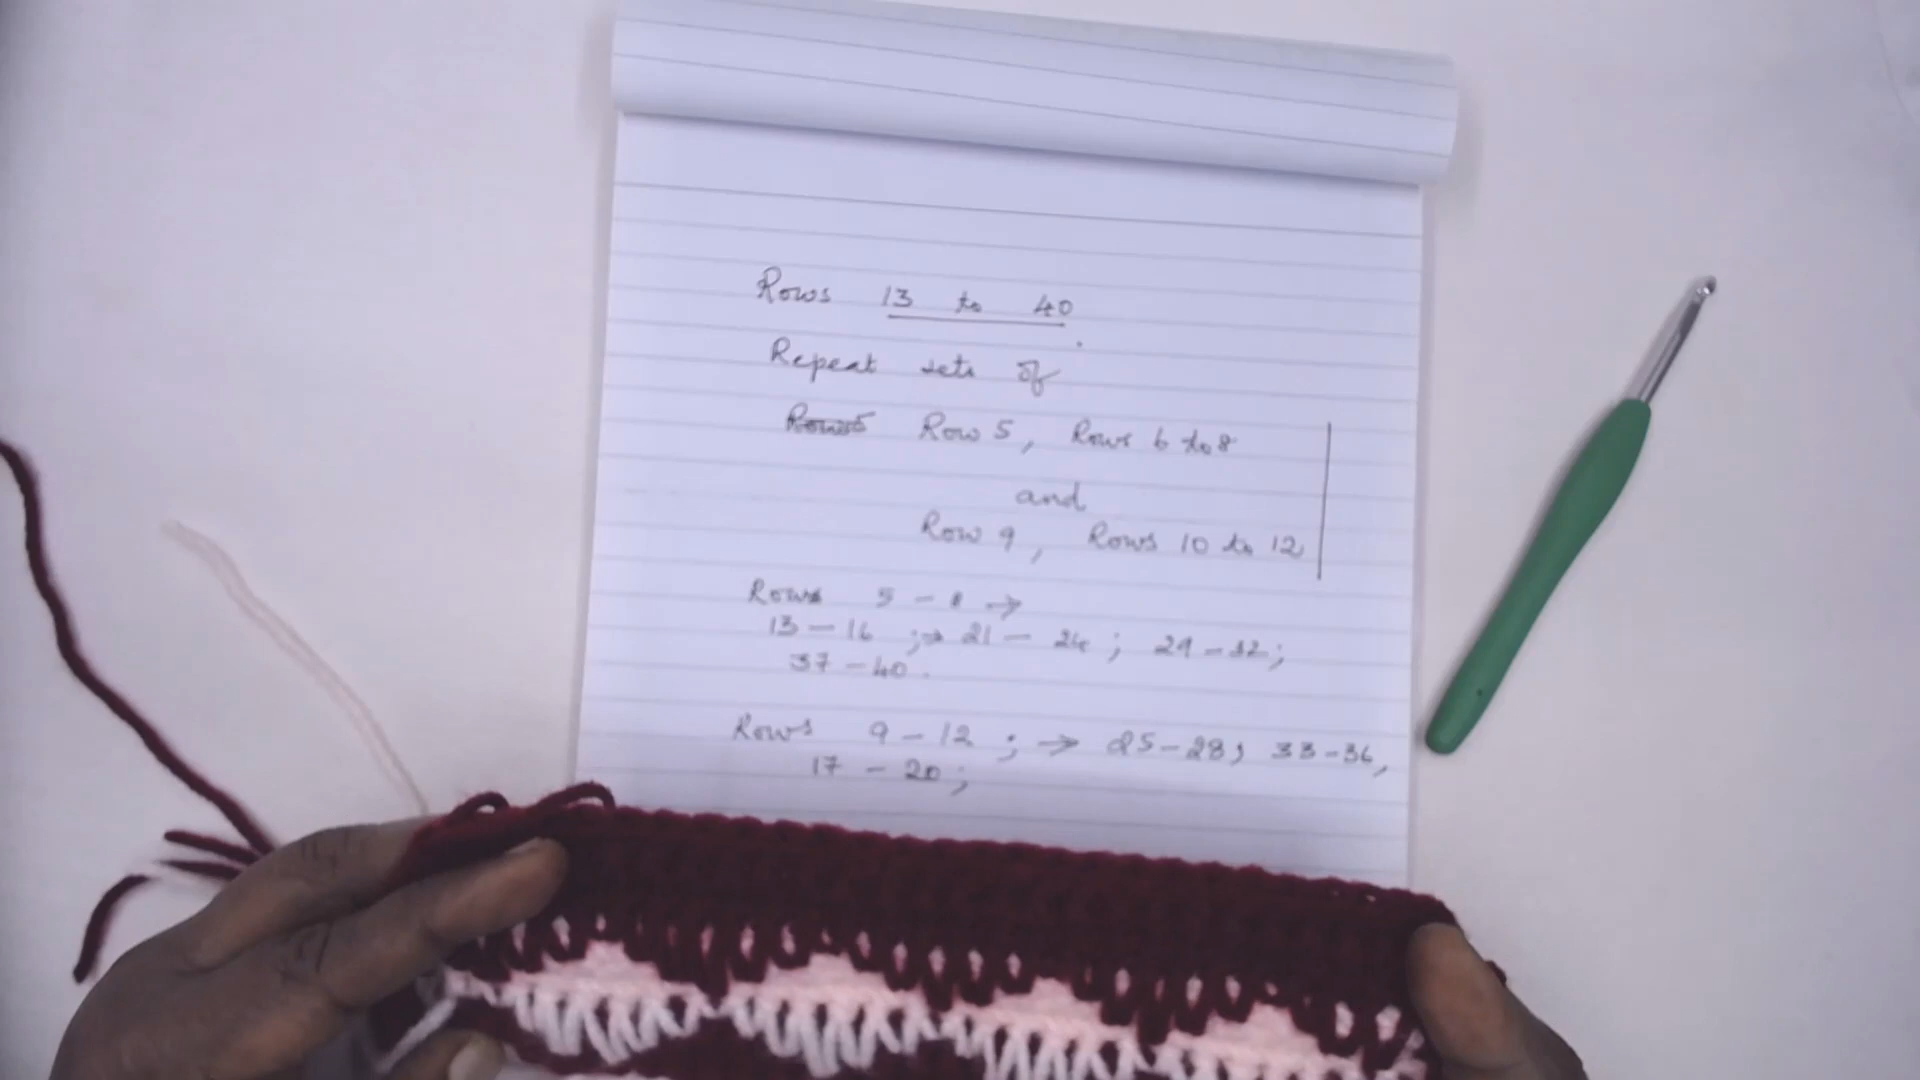 Rows 13 to 40.
Repeat sets of
Row 5, Rows 6 to 8
and
Row 9, Rows 10 to 12
Rows 5 - 8 →
13 - 16 ;→ 21 - 24 ; 29 - 32 ;
37 - 40 .
Rows 9 - 12 ; → 25 - 28 ; 33 - 36,
17 - 20 ;